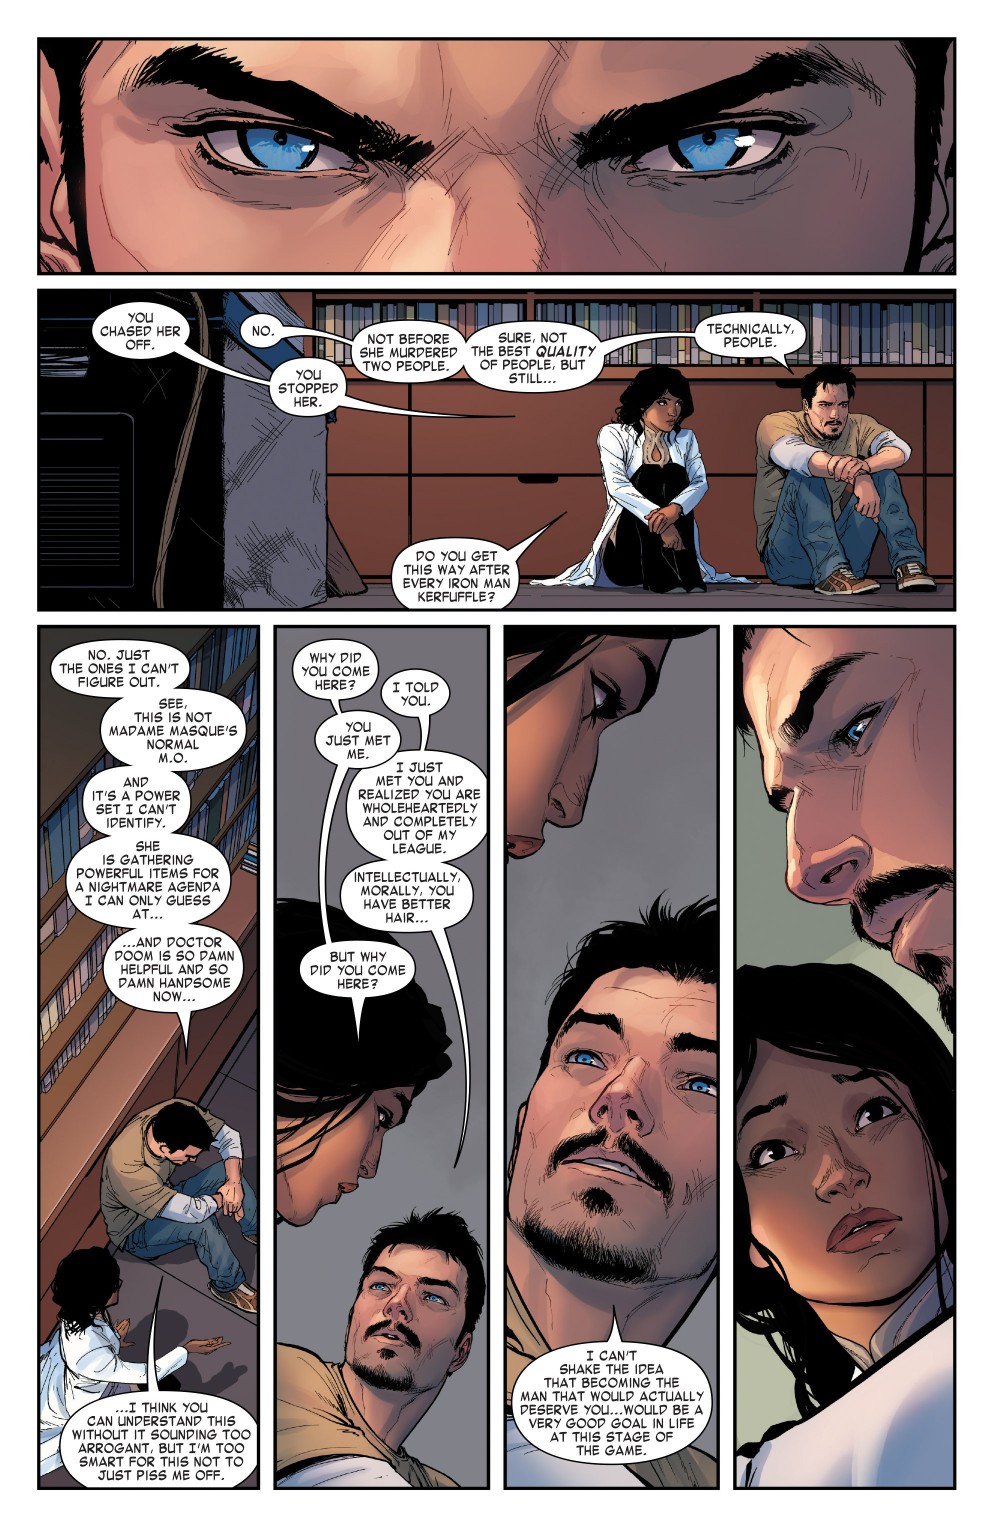 YOU
CHASED HER
OFF.
NO.
YOU
STOPPED
HER.
NOT BEFORE
SHE MURDERED
TWO PEOPLE.
SURE, NOT
THE BEST QUALITY
OF PEOPLE, BUT
STILL...
TECHNICALLY,
PEOPLE.
DO YOU GET
THIS WAY AFTER
EVERY IRON MAN
KERFUFFLE?
NO. JUST
THE ONES I CAN'T
FIGURE OUT.
SEE,
THIS IS NOT
MADAME MASQUE'S
NORMAL
M.O.
AND
IT'S A POWER
SET I CAN'T
IDENTIFY.
SHE
IS GATHERING
POWERFUL ITEMS FOR
A NIGHTMARE AGENDA
I CAN ONLY GUESS
AT...
...AND DOCTOR
DOOM IS SO DAMN
HELPFUL AND SO
DAMN HANDSOME
NOW...
...I THINK YOU
CAN UNDERSTAND THIS
WITHOUT IT SOUNDING TOO
ARROGANT, BUT I'M TOO
SMART FOR THIS NOT TO
JUST PISS ME OFF.
WHY DID
YOU COME
HERE?
I TOLD
YOU.
YOU
JUST MET
ME.
I JUST
MET YOU AND
REALIZED YOU ARE
WHOLEHEARTEDLY
AND COMPLETELY
OUT OF MY
LEAGUE.
INTELLECTUALLY,
MORALLY, YOU
HAVE BETTER
HAIR...
BUT WHY
DID YOU COME
HERE?
I CAN'T
SHAKE THE IDEA
THAT BECOMING THE
MAN THAT WOULD ACTUALLY
DESERVE YOU...WOULD BE A
VERY GOOD GOAL IN LIFE
AT THIS STAGE OF
THE GAME.